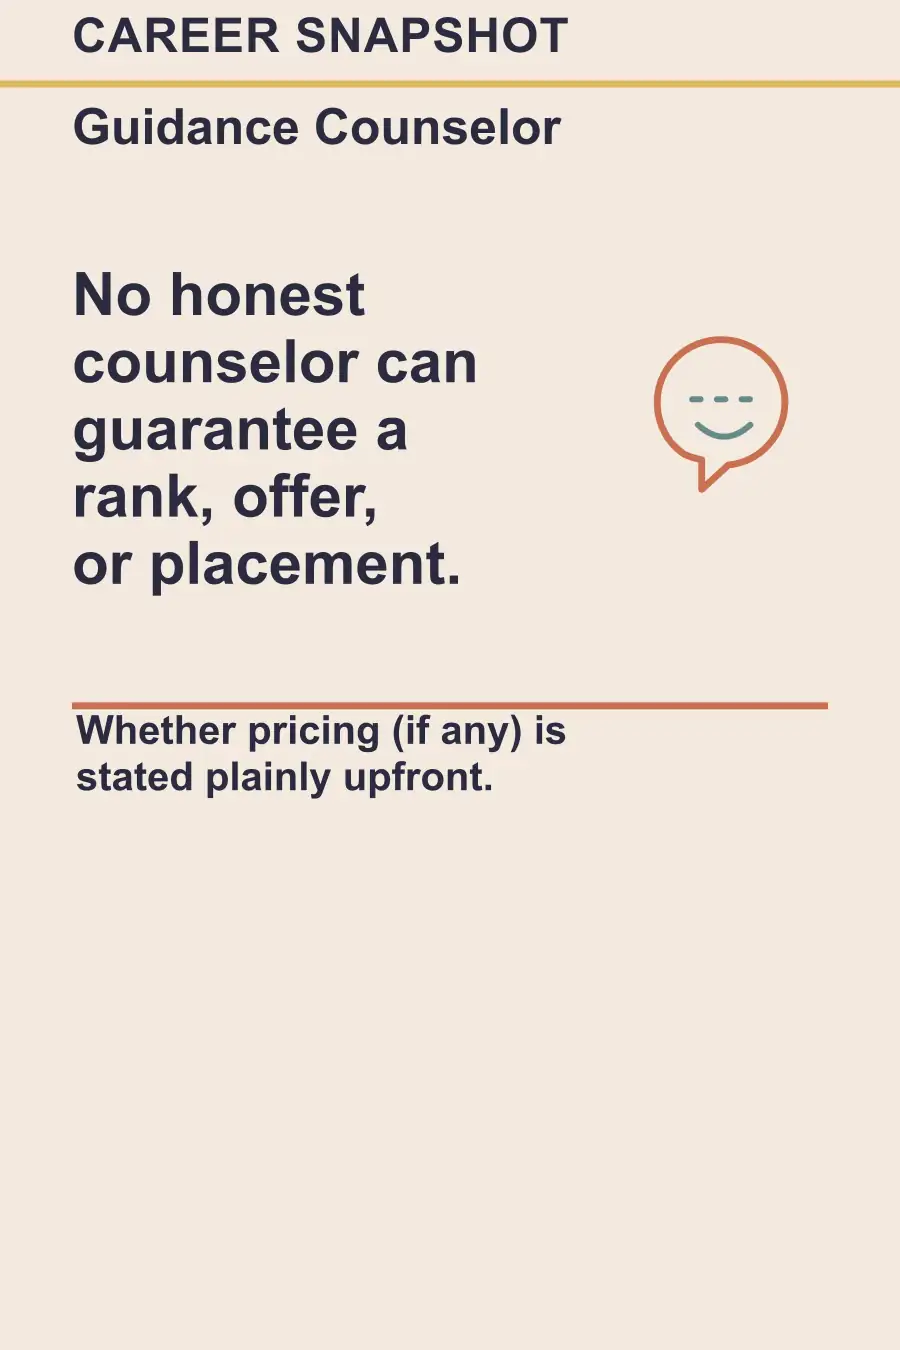 CAREER SNAPSHOT
Guidance Counselor
No honest
counselor can
guarantee a
rank, offer,
or placement.
Whether pricing (if any) is
stated plainly upfront.